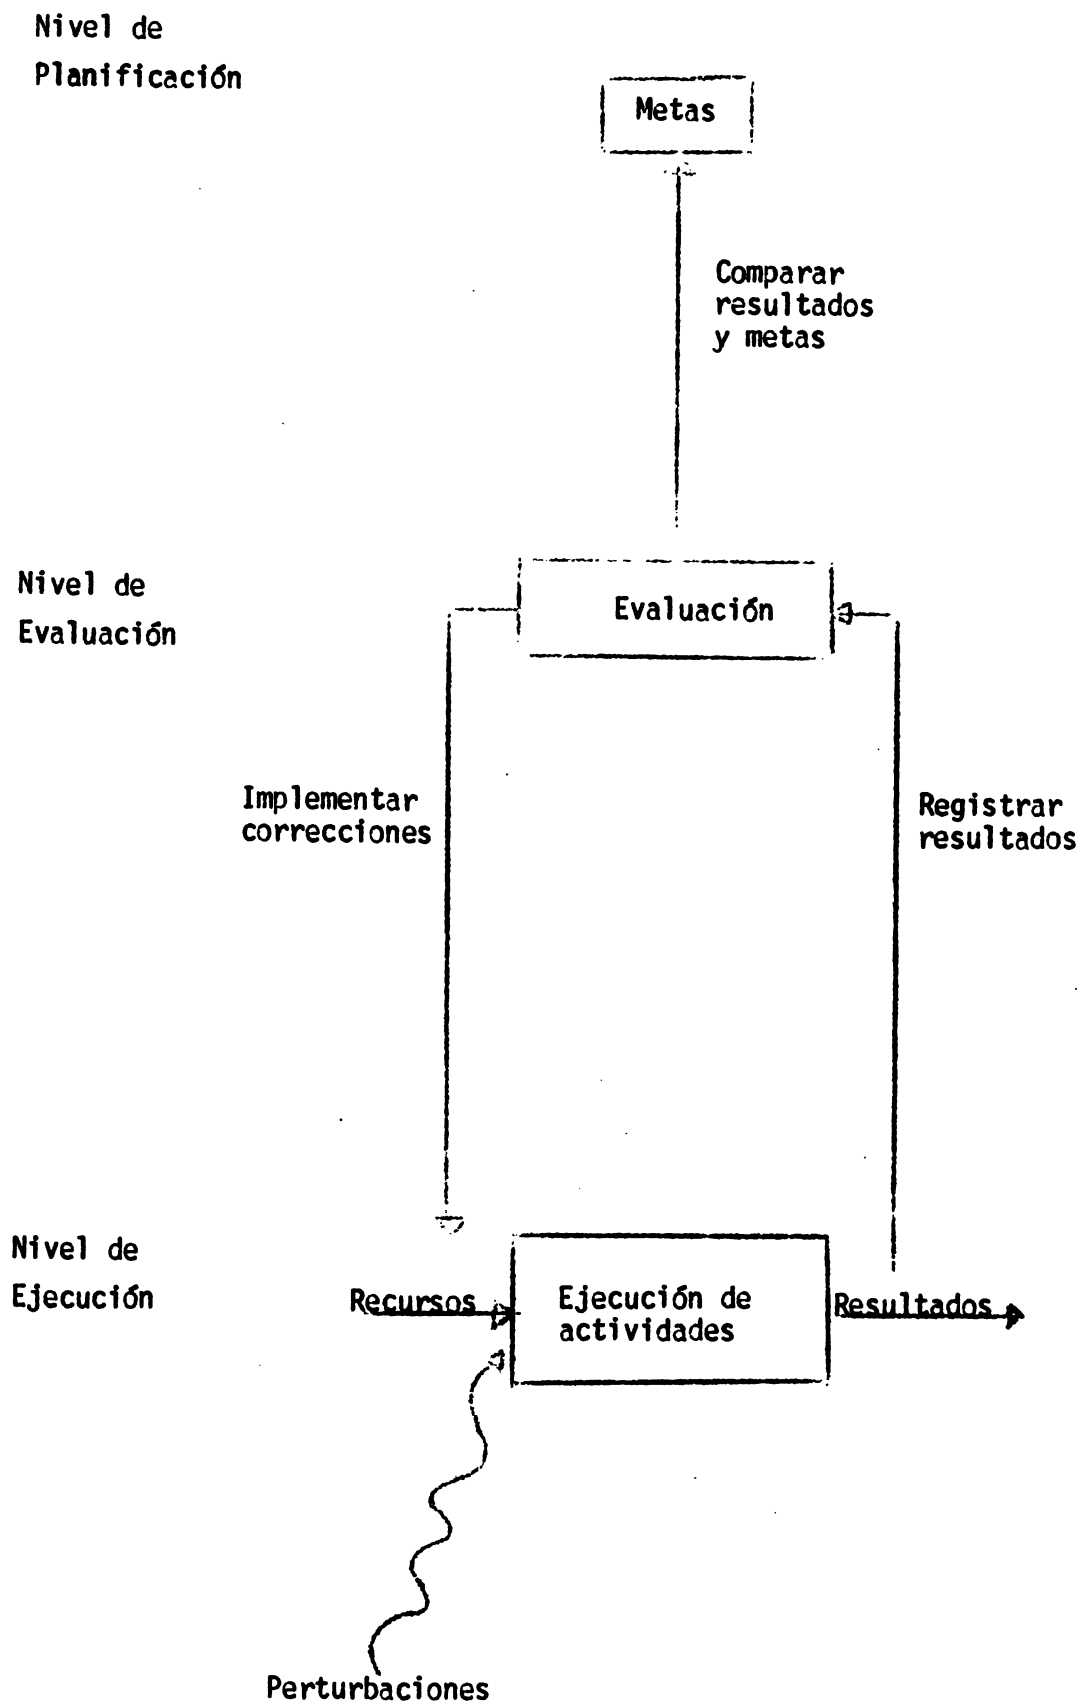 Nivel de
Planificación
Metas
Comparar
resultados
y metas
Nivel de
Evaluación
Evaluación
Implementar
correcciones
Registrar
resultados
Nivel de
Ejecución
Recursos
Ejecución de
actividades
Resultados
Perturbaciones